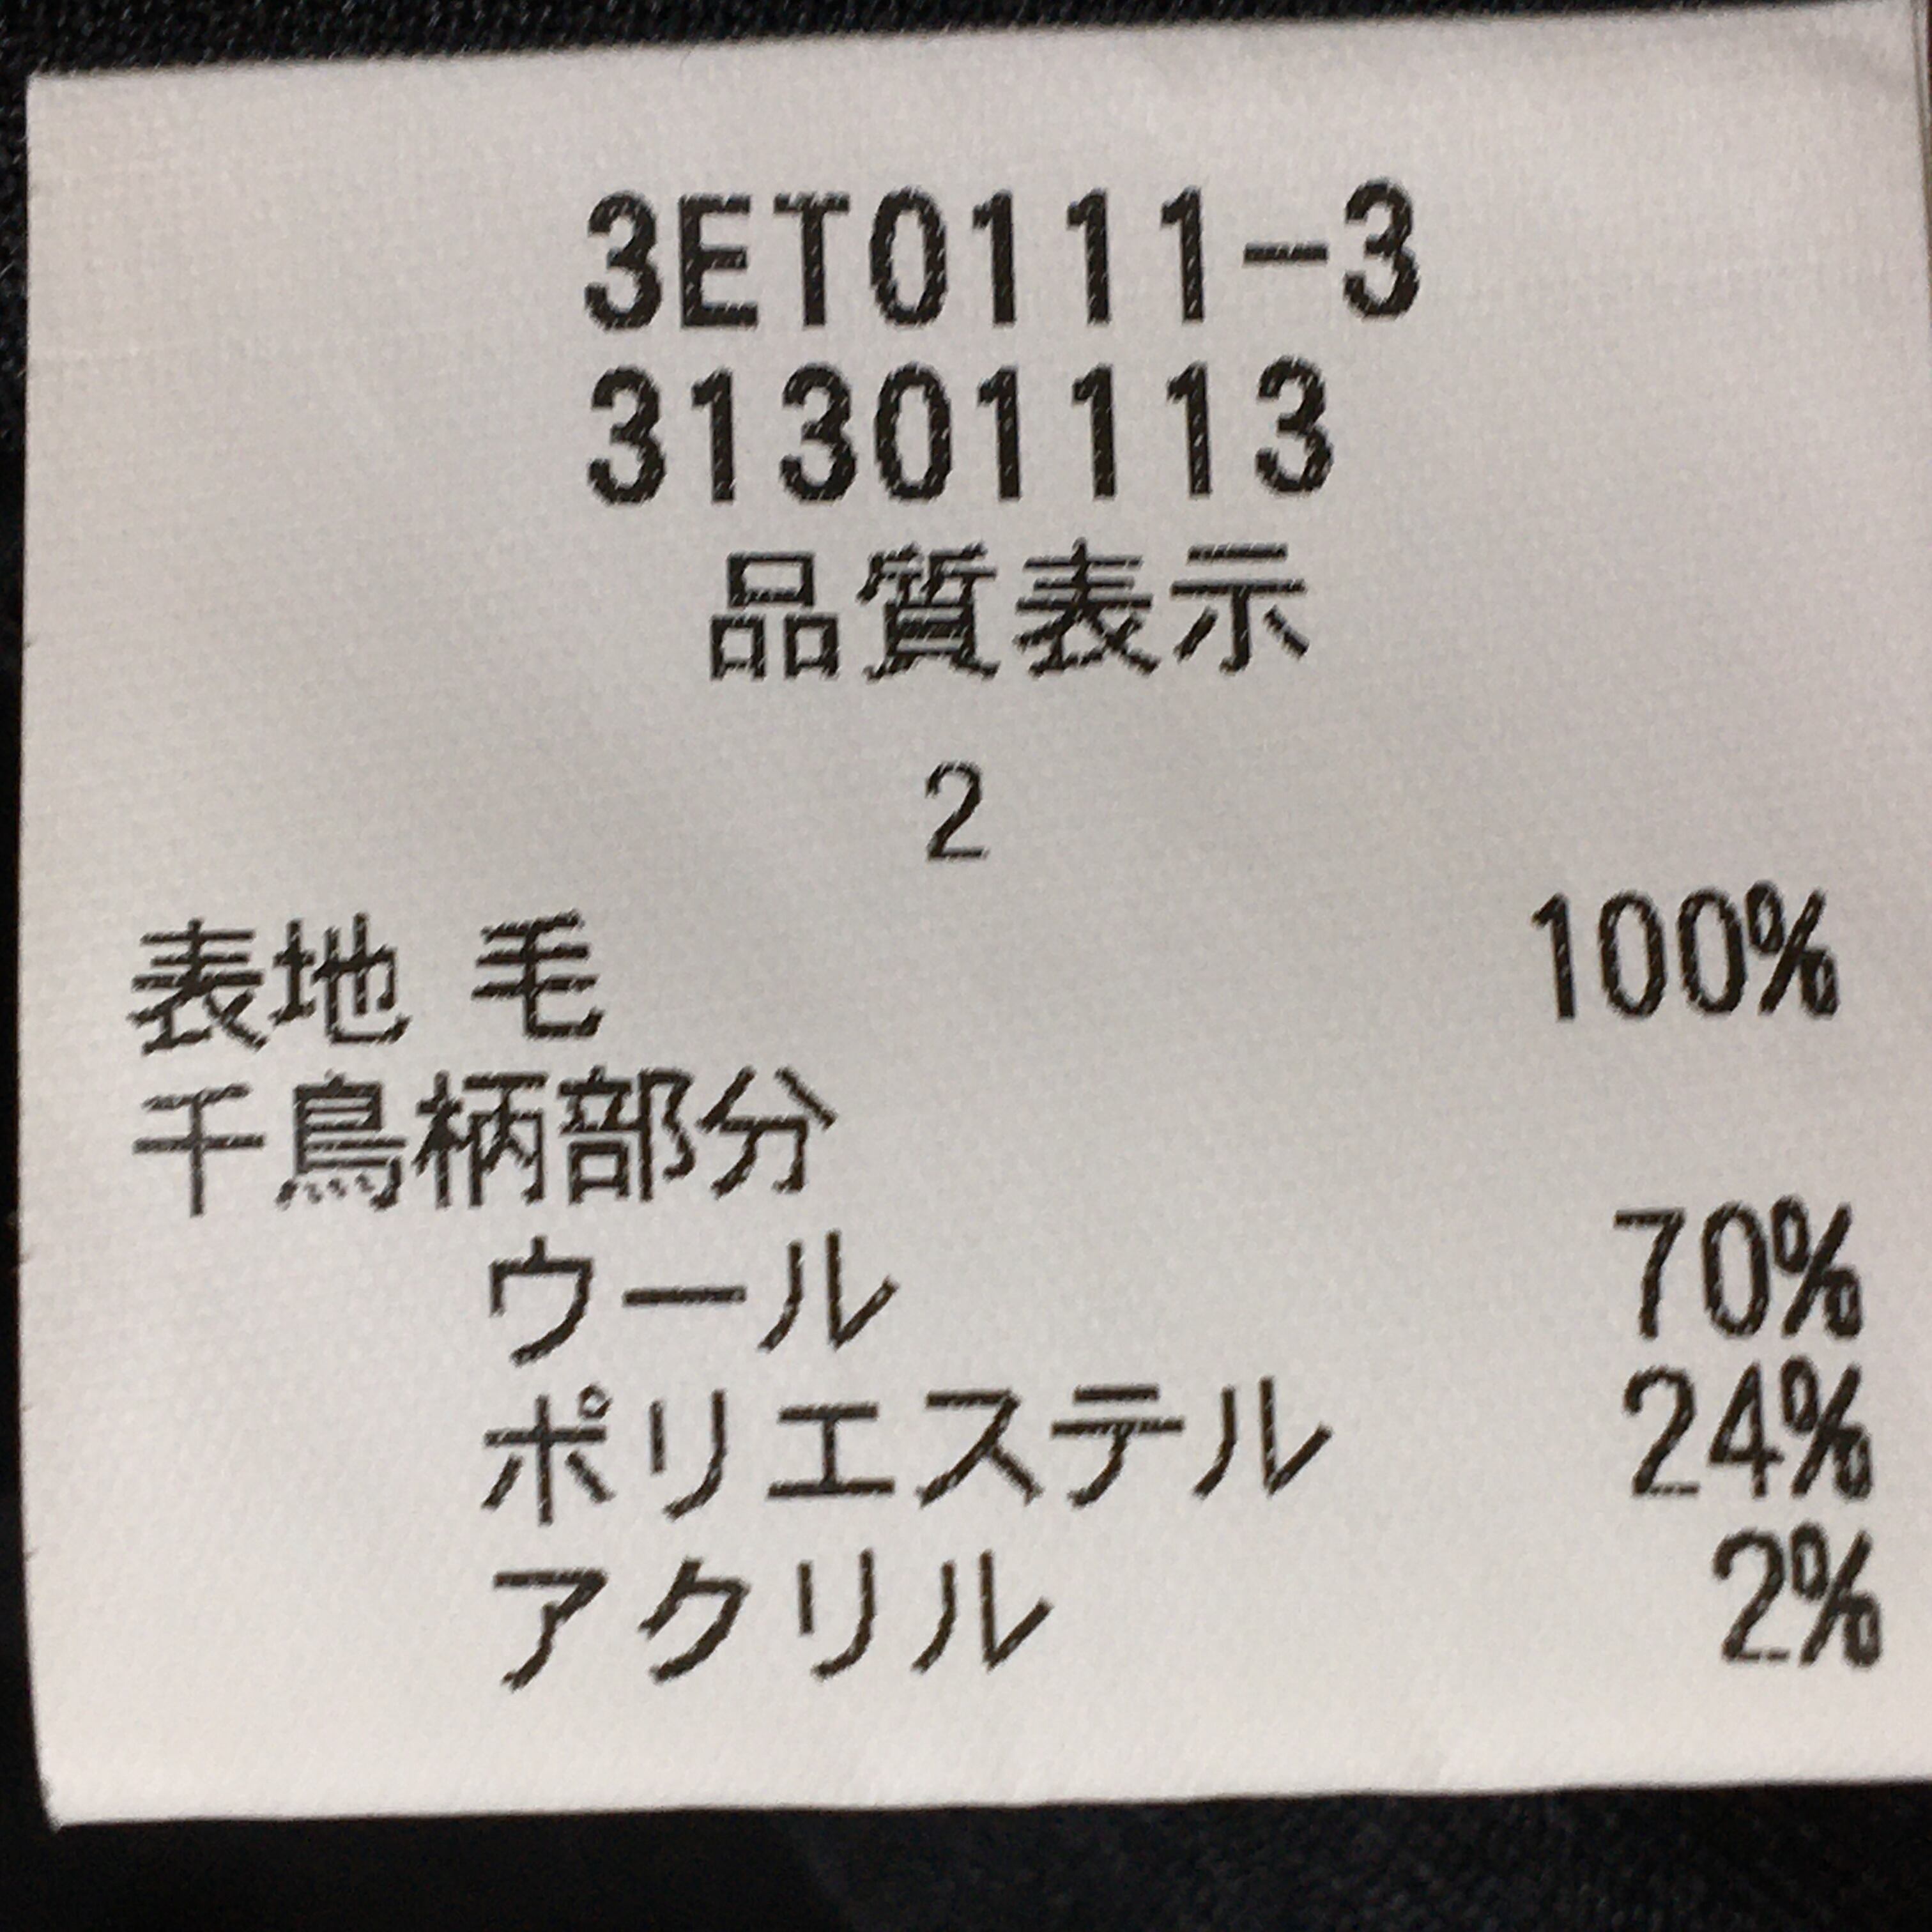 3ET0111-3
31301113
品質表示
2
表地 毛 100%
千鳥柄部分
ウール 70%
ポリエステル 24%
アクリル 2%